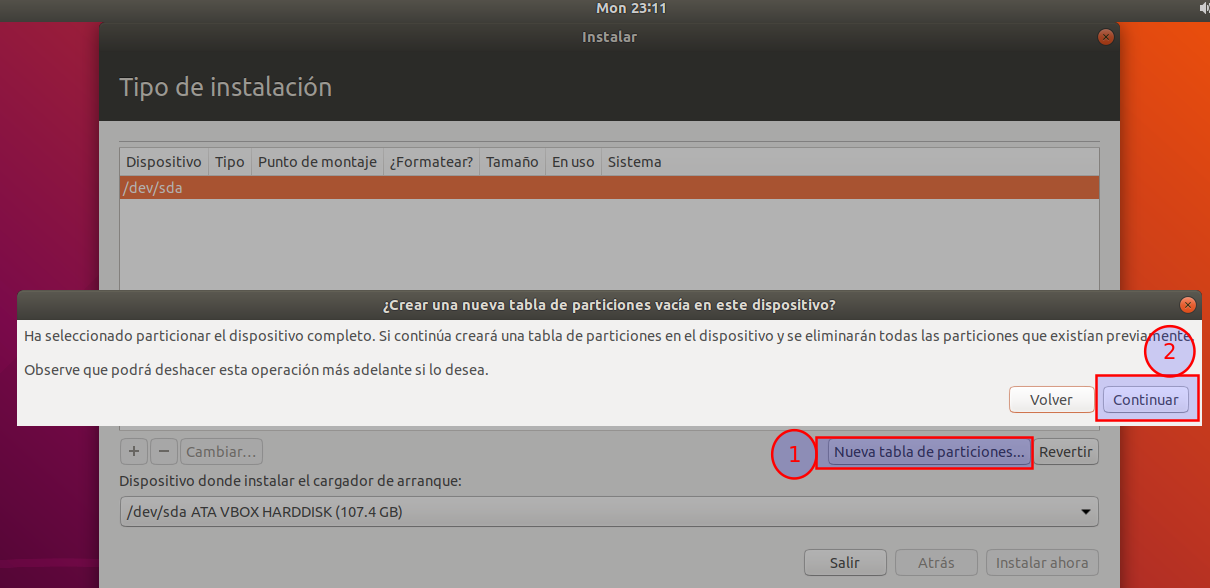 Mon 23:11
Instalar
Tipo de instalación
Dispositivo Tipo Punto de montaje ¿Formatear? Tamaño En uso Sistema
/dev/sda
¿Crear una nueva tabla de particiones vacía en este dispositivo?
Ha seleccionado particionar el dispositivo completo. Si continúa creará una tabla de particiones en el dispositivo y se eliminarán todas las particiones que existían previamente.
2
Observe que podrá deshacer esta operación más adelante si lo desea.
Volver Continuar
+ − Cambiar... 1 Nueva tabla de particiones... Revertir
Dispositivo donde instalar el cargador de arranque:
/dev/sda ATA VBOX HARDDISK (107.4 GB)
Salir Atrás Instalar ahora